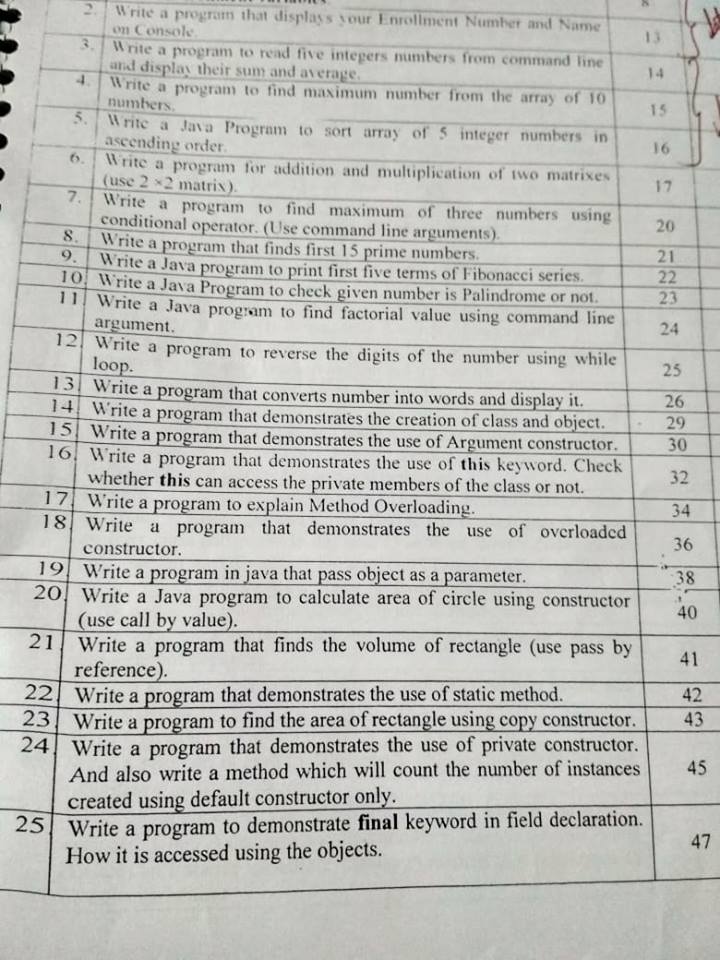 2. Write a program that displays your Enrollment Number and Name
on Console. 13
3. Write a program to read five integers numbers from command line
and display their sum and average. 14
4. Write a program to find maximum number from the array of 10
numbers. 15
5. Write a Java Program to sort array of 5 integer numbers in
ascending order. 16
6. Write a program for addition and multiplication of two matrixes
(use 2 ×2 matrix). 17
7. Write a program to find maximum of three numbers using
conditional operator. (Use command line arguments). 20
8. Write a program that finds first 15 prime numbers. 21
9. Write a Java program to print first five terms of Fibonacci series. 22
10 Write a Java Program to check given number is Palindrome or not. 23
11 Write a Java program to find factorial value using command line
argument. 24
12 Write a program to reverse the digits of the number using while
loop. 25
13 Write a program that converts number into words and display it. 26
14 Write a program that demonstrates the creation of class and object. 29
15 Write a program that demonstrates the use of Argument constructor. 30
16 Write a program that demonstrates the use of this keyword. Check
whether this can access the private members of the class or not. 32
17 Write a program to explain Method Overloading. 34
18 Write a program that demonstrates the use of overloaded
constructor. 36
19 Write a program in java that pass object as a parameter. 38
20 Write a Java program to calculate area of circle using constructor
(use call by value). 40
21 Write a program that finds the volume of rectangle (use pass by
reference). 41
22 Write a program that demonstrates the use of static method. 42
23 Write a program to find the area of rectangle using copy constructor. 43
24 Write a program that demonstrates the use of private constructor.
And also write a method which will count the number of instances 45
created using default constructor only.
25 Write a program to demonstrate final keyword in field declaration.
How it is accessed using the objects. 47